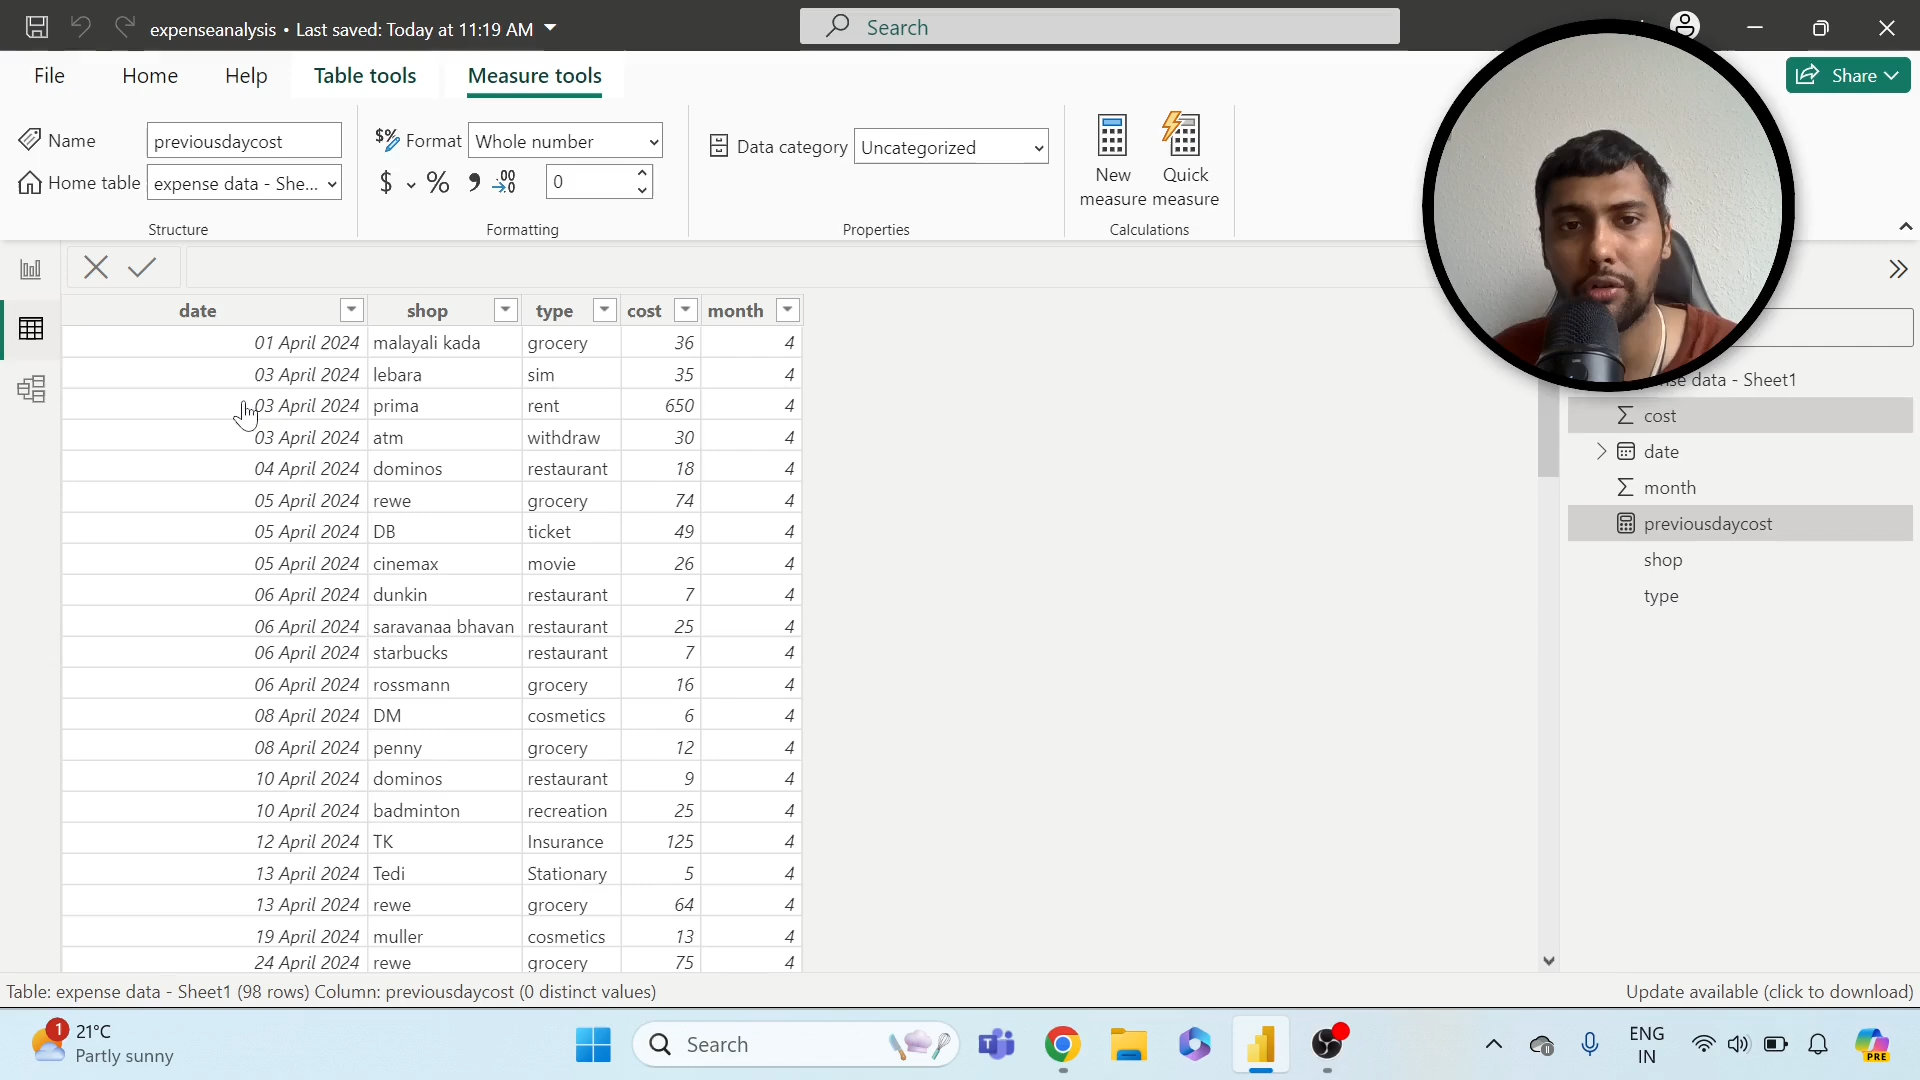 expenseanalysis • Last saved: Today at 11:19 AM
Search
File Home Help Table tools Measure tools
Share
Name previousdaycost
Format Whole number
Data category Uncategorized
Home table expense data - She...
$ % 0
New measure
Quick measure
Structure Formatting Properties Calculations
date shop type cost month
01 April 2024 malayali kada grocery 36 4
03 April 2024 lebara sim 35 4
03 April 2024 prima rent 650 4
03 April 2024 atm withdraw 30 4
04 April 2024 dominos restaurant 18 4
05 April 2024 rewe grocery 74 4
05 April 2024 DB ticket 49 4
05 April 2024 cinemax movie 26 4
06 April 2024 dunkin restaurant 7 4
06 April 2024 saravanaa bhavan restaurant 25 4
06 April 2024 starbucks restaurant 7 4
06 April 2024 rossmann grocery 16 4
08 April 2024 DM cosmetics 6 4
08 April 2024 penny grocery 12 4
10 April 2024 dominos restaurant 9 4
10 April 2024 badminton recreation 25 4
12 April 2024 TK Insurance 125 4
13 April 2024 Tedi Stationary 5 4
13 April 2024 rewe grocery 64 4
19 April 2024 muller cosmetics 13 4
24 April 2024 rewe grocery 75 4
data - Sheet1
cost
date
month
previousdaycost
shop
type
Table: expense data - Sheet1 (98 rows) Column: previousdaycost (0 distinct values)
Update available (click to download)
1
21°C
Partly sunny
Search
ENG
IN
PRE